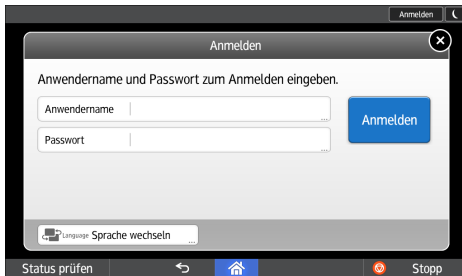 Anmelden
Anmelden
Anwendername und Passwort zum Anmelden eingeben.
Anwendername
...
Anmelden
Passwort
...
Language Sprache wechseln
...
Status prüfen
Stopp